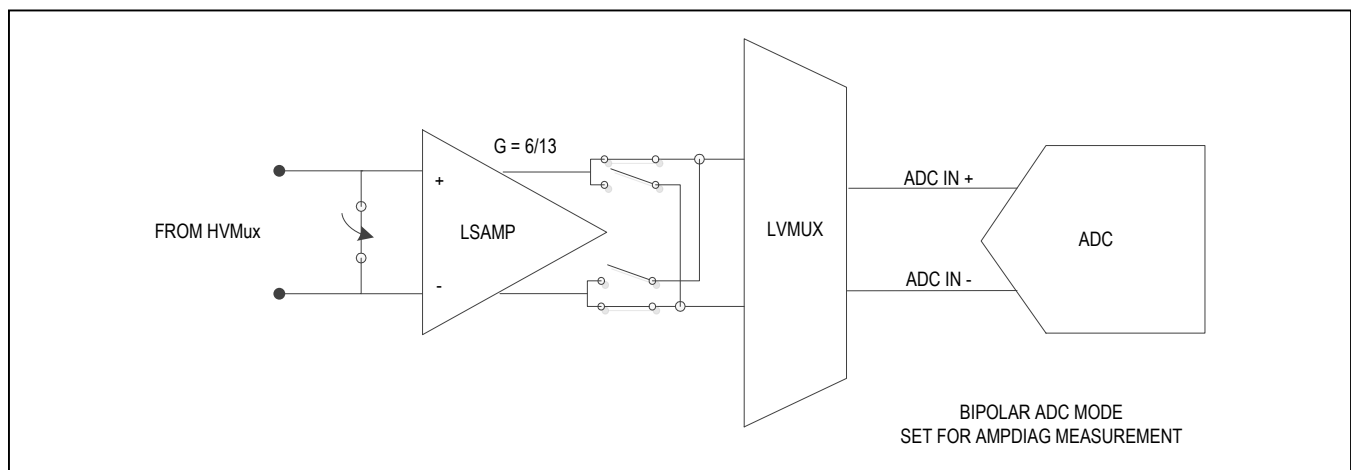 G = 6/13
+
FROM HVMux
LSAMP
-
LVMUX
ADC IN +
ADC IN -
ADC
BIPOLAR ADC MODE
SET FOR AMPDIAG MEASUREMENT